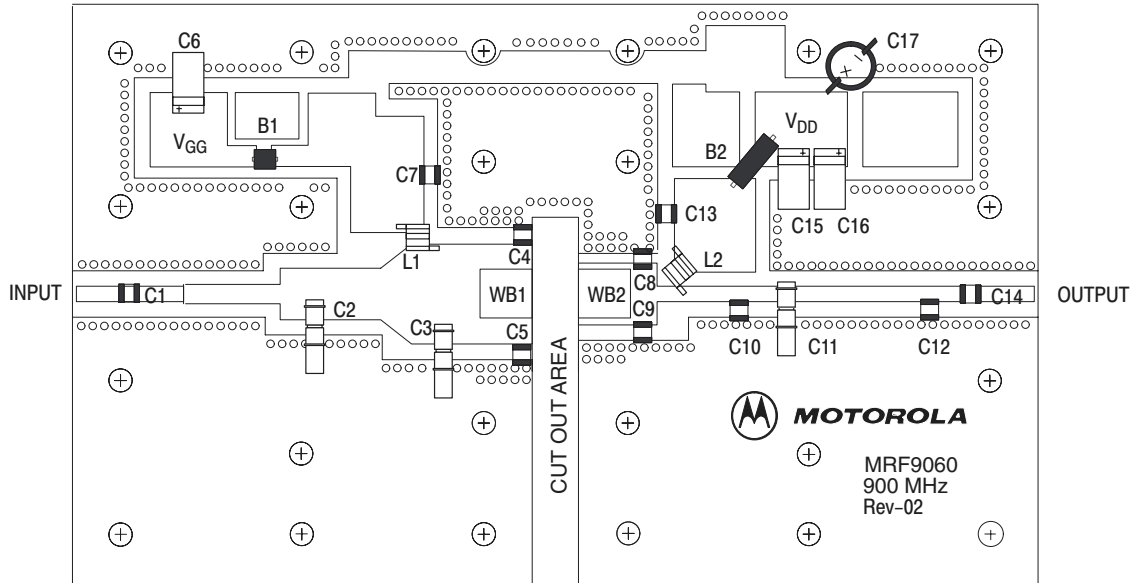 C6
C17
B1
VGG
VDD
B2
C7
C13
C15 C16
L1
C4
L2
C8
INPUT
C1
WB1
WB2
C14
OUTPUT
C2
C3
C5
C9
C10
C11
C12
CUT OUT AREA
MOTOROLA
MRF9060
900 MHz
Rev−02